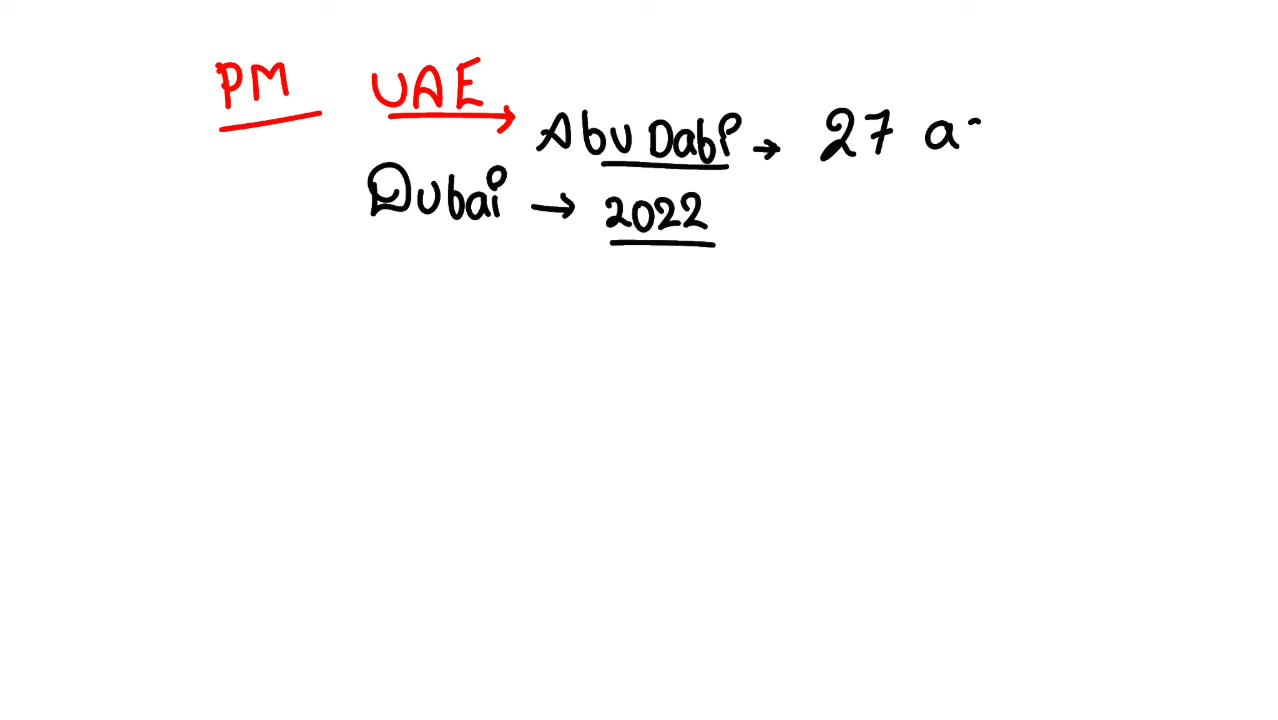 PM UAE → Abu Dabi → 27 a
Dubai → 2022